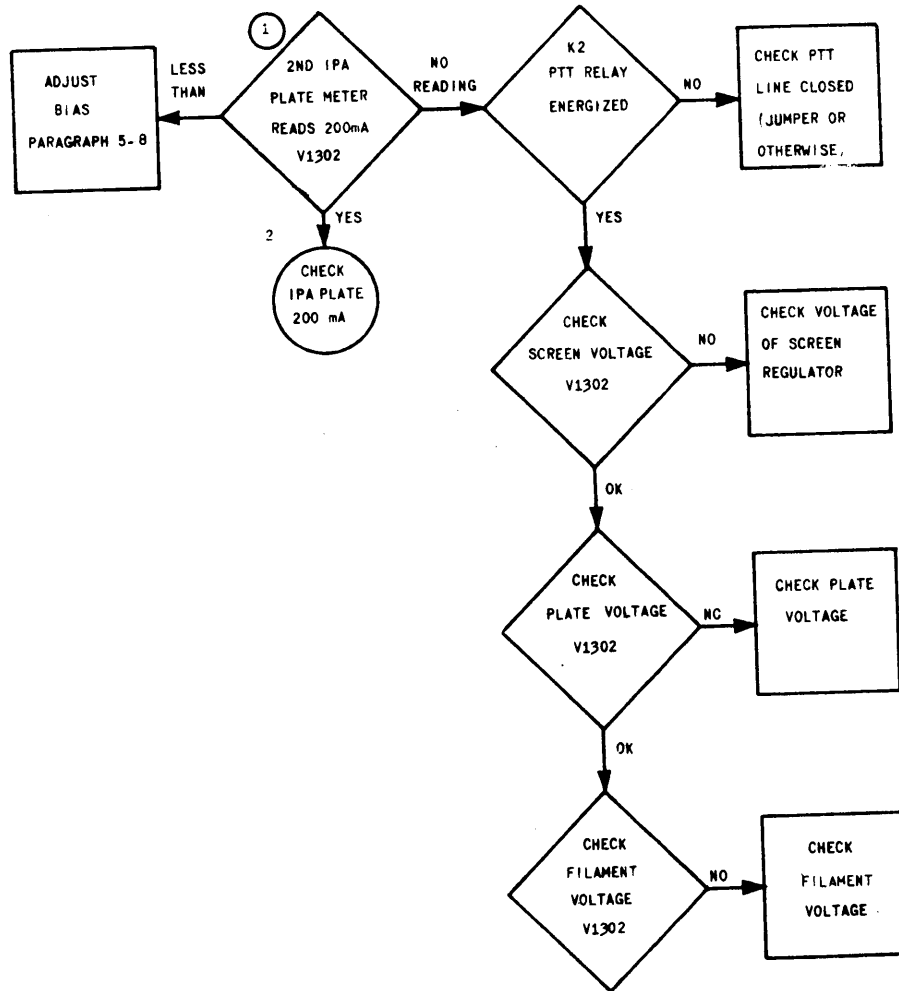 1
2ND IPA
PLATE METER
READS 200mA
V1302
LESS
THAN
ADJUST
BIAS
PARAGRAPH 5-8
NO
READING
K2
PTT RELAY
ENERGIZED
NO
CHECK PTT
LINE CLOSED
(JUMPER OR
OTHERWISE,
YES
2
CHECK
IPA PLATE
200 mA
YES
CHECK
SCREEN VOLTAGE
V1302
NO
CHECK VOLTAGE
OF SCREEN
REGULATOR
OK
CHECK
PLATE VOLTAGE
V1302
NC
CHECK PLATE
VOLTAGE
OK
CHECK
FILAMENT
VOLTAGE
V1302
NO
CHECK
FILAMENT
VOLTAGE